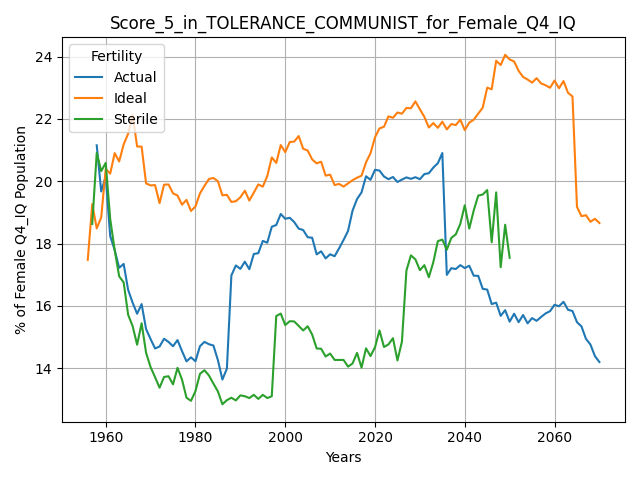 Score_5_in_TOLERANCE_COMMUNIST_for_Female_Q4_IQ
Fertility
Actual
Ideal
Sterile
% of Female Q4_IQ Population
24
22
20
18
16
14
1960
1980
2000
2020
2040
2060
Years